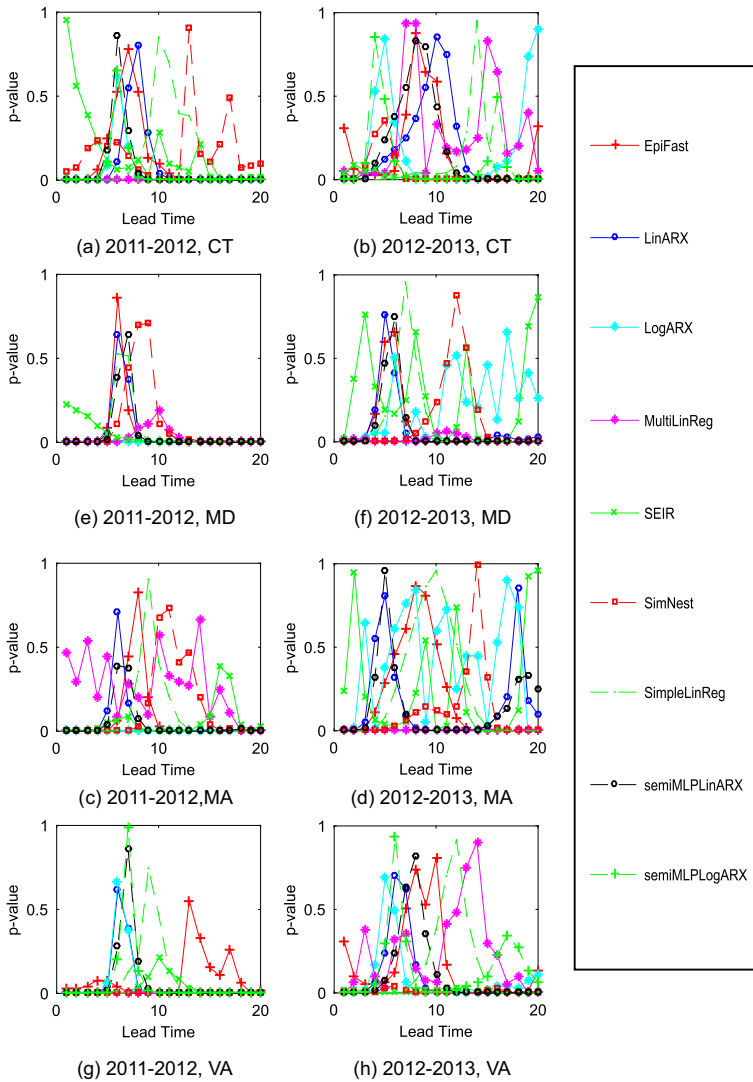 1
0.5
0
p-value
0
10
20
Lead Time
(a) 2011-2012, CT
1
0.5
0
p-value
0
10
20
Lead Time
(b) 2012-2013, CT
1
0.5
0
p-value
0
10
20
Lead Time
(e) 2011-2012, MD
1
0.5
0
p-value
0
10
20
Lead Time
(f) 2012-2013, MD
1
0.5
0
p-value
0
10
20
Lead Time
(c) 2011-2012,MA
1
0.5
0
p-value
0
10
20
Lead Time
(d) 2012-2013, MA
1
0.5
0
p-value
0
10
20
Lead Time
(g) 2011-2012, VA
1
0.5
0
p-value
0
10
20
Lead Time
(h) 2012-2013, VA
EpiFast
LinARX
LogARX
MultiLinReg
SEIR
SimNest
SimpleLinReg
semiMLPLinARX
semiMLPLogARX